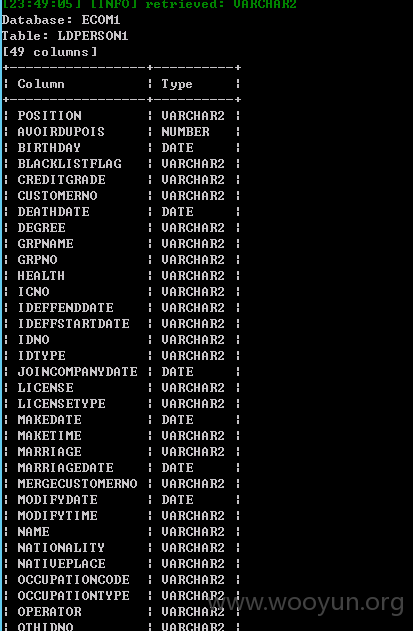 [23:49:05] [INFO] retrieved: VARCHAR2
Database: ECOM1
Table: LDPERSON1
[49 columns]
+-----------------+----------+
¦ Column ¦ Type ¦
+-----------------+----------+
¦ POSITION ¦ VARCHAR2 ¦
¦ AVOIRDUPOIS ¦ NUMBER ¦
¦ BIRTHDAY ¦ DATE ¦
¦ BLACKLISTFLAG ¦ VARCHAR2 ¦
¦ CREDITGRADE ¦ VARCHAR2 ¦
¦ CUSTOMERNO ¦ VARCHAR2 ¦
¦ DEATHDATE ¦ DATE ¦
¦ DEGREE ¦ VARCHAR2 ¦
¦ GRPNAME ¦ VARCHAR2 ¦
¦ GRPNO ¦ VARCHAR2 ¦
¦ HEALTH ¦ VARCHAR2 ¦
¦ ICNO ¦ VARCHAR2 ¦
¦ IDEFFENDDATE ¦ VARCHAR2 ¦
¦ IDEFFSTARTDATE ¦ VARCHAR2 ¦
¦ IDNO ¦ VARCHAR2 ¦
¦ IDTYPE ¦ VARCHAR2 ¦
¦ JOINCOMPANYDATE ¦ DATE ¦
¦ LICENSE ¦ VARCHAR2 ¦
¦ LICENSETYPE ¦ VARCHAR2 ¦
¦ MAKEDATE ¦ DATE ¦
¦ MAKETIME ¦ VARCHAR2 ¦
¦ MARRIAGE ¦ VARCHAR2 ¦
¦ MARRIAGEDATE ¦ DATE ¦
¦ MERGECUSTOMERNO ¦ VARCHAR2 ¦
¦ MODIFYDATE ¦ DATE ¦
¦ MODIFYTIME ¦ VARCHAR2 ¦
¦ NAME ¦ VARCHAR2 ¦
¦ NATIONALITY ¦ VARCHAR2 ¦
¦ NATIVEPLACE ¦ VARCHAR2 ¦
¦ OCCUPATIONCODE ¦ VARCHAR2 ¦
¦ OCCUPATIONTYPE ¦ VARCHAR2 ¦
¦ OPERATOR ¦ VARCHAR2 ¦
¦ OTHIDNO ¦ VARCHAR2 ¦
www.wooyun.org